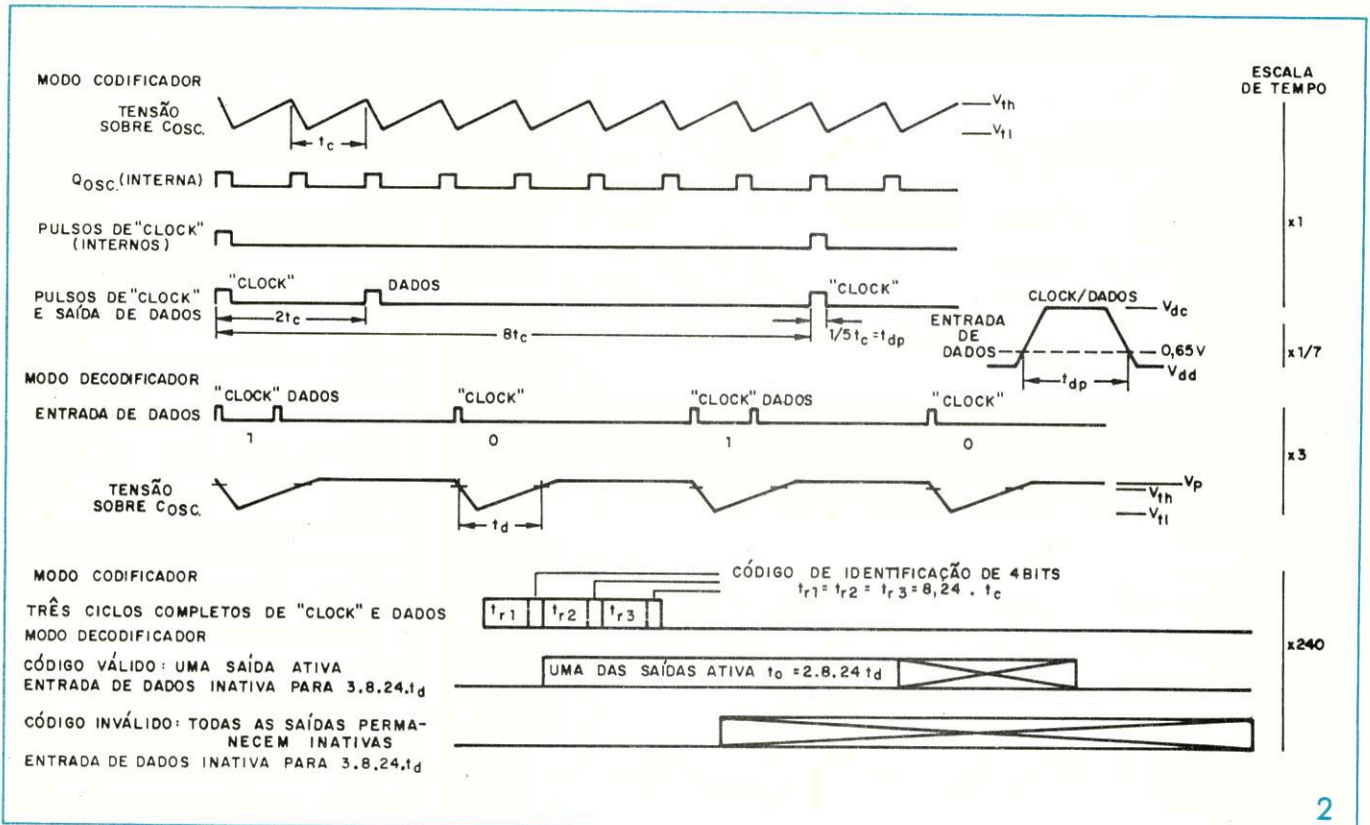 ESCALA
DE TEMPO
MODO CODIFICADOR
TENSÃO
SOBRE COSC.
Vth
Vtl
tc
QOSC.(INTERNA)
PULSOS DE "CLOCK"
(INTERNOS)
x1
PULSOS DE "CLOCK"
E SAÍDA DE DADOS
"CLOCK"
DADOS
"CLOCK"
2tc
8tc
1/5tc = tdp
CLOCK/DADOS
Vdc
ENTRADA
DE
DADOS
0,65V
Vdd
tdp
x1/7
MODO DECODIFICADOR
ENTRADA DE DADOS
"CLOCK" DADOS
"CLOCK"
"CLOCK" DADOS
"CLOCK"
1
0
1
0
x3
TENSÃO
SOBRE COSC.
td
Vp
Vth
Vtl
MODO CODIFICADOR
CÓDIGO DE IDENTIFICAÇÃO DE 4BITS
tr1 = tr2 = tr3 = 8,24 . tc
TRÊS CICLOS COMPLETOS DE "CLOCK" E DADOS
tr1
tr2
tr3
MODO DECODIFICADOR
x240
CÓDIGO VÁLIDO: UMA SAÍDA ATIVA
UMA DAS SAÍDAS ATIVA to = 2.8.24 td
ENTRADA DE DADOS INATIVA PARA 3.8.24.td
CÓDIGO INVÁLIDO: TODAS AS SAÍDAS PERMA-
NECEM INATIVAS
ENTRADA DE DADOS INATIVA PARA 3.8.24.td
2